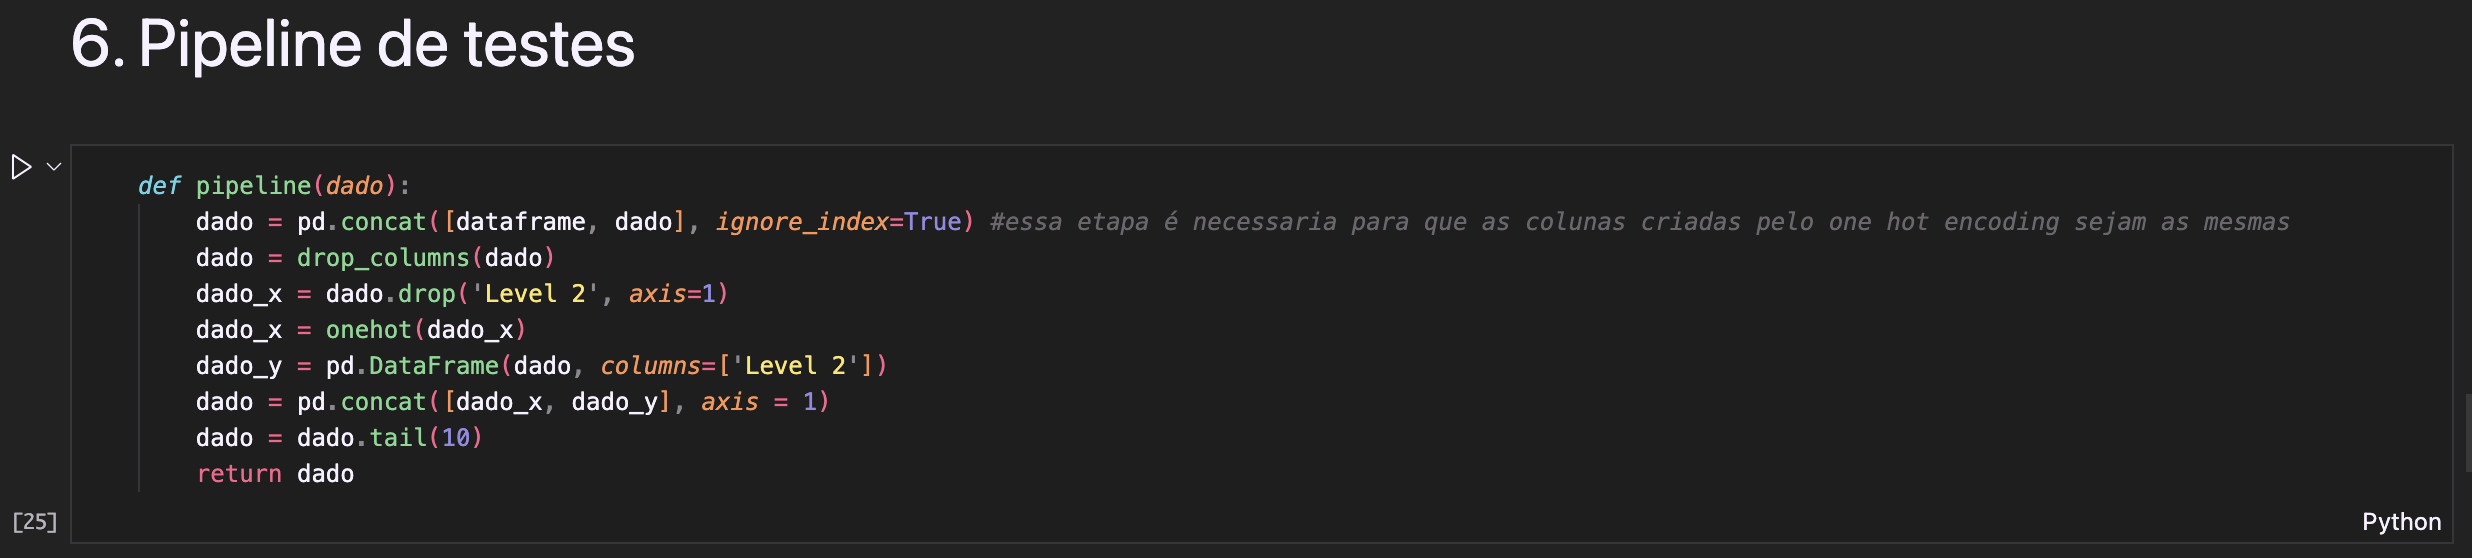 6. Pipeline de testes
def pipeline(dado):
    dado = pd.concat([dataframe, dado], ignore_index=True) #essa etapa é necessaria para que as colunas criadas pelo one hot encoding sejam as mesmas
    dado = drop_columns(dado)
    dado_x = dado.drop('Level 2', axis=1)
    dado_x = onehot(dado_x)
    dado_y = pd.DataFrame(dado, columns=['Level 2'])
    dado = pd.concat([dado_x, dado_y], axis = 1)
    dado = dado.tail(10)
    return dado
[25]
Python